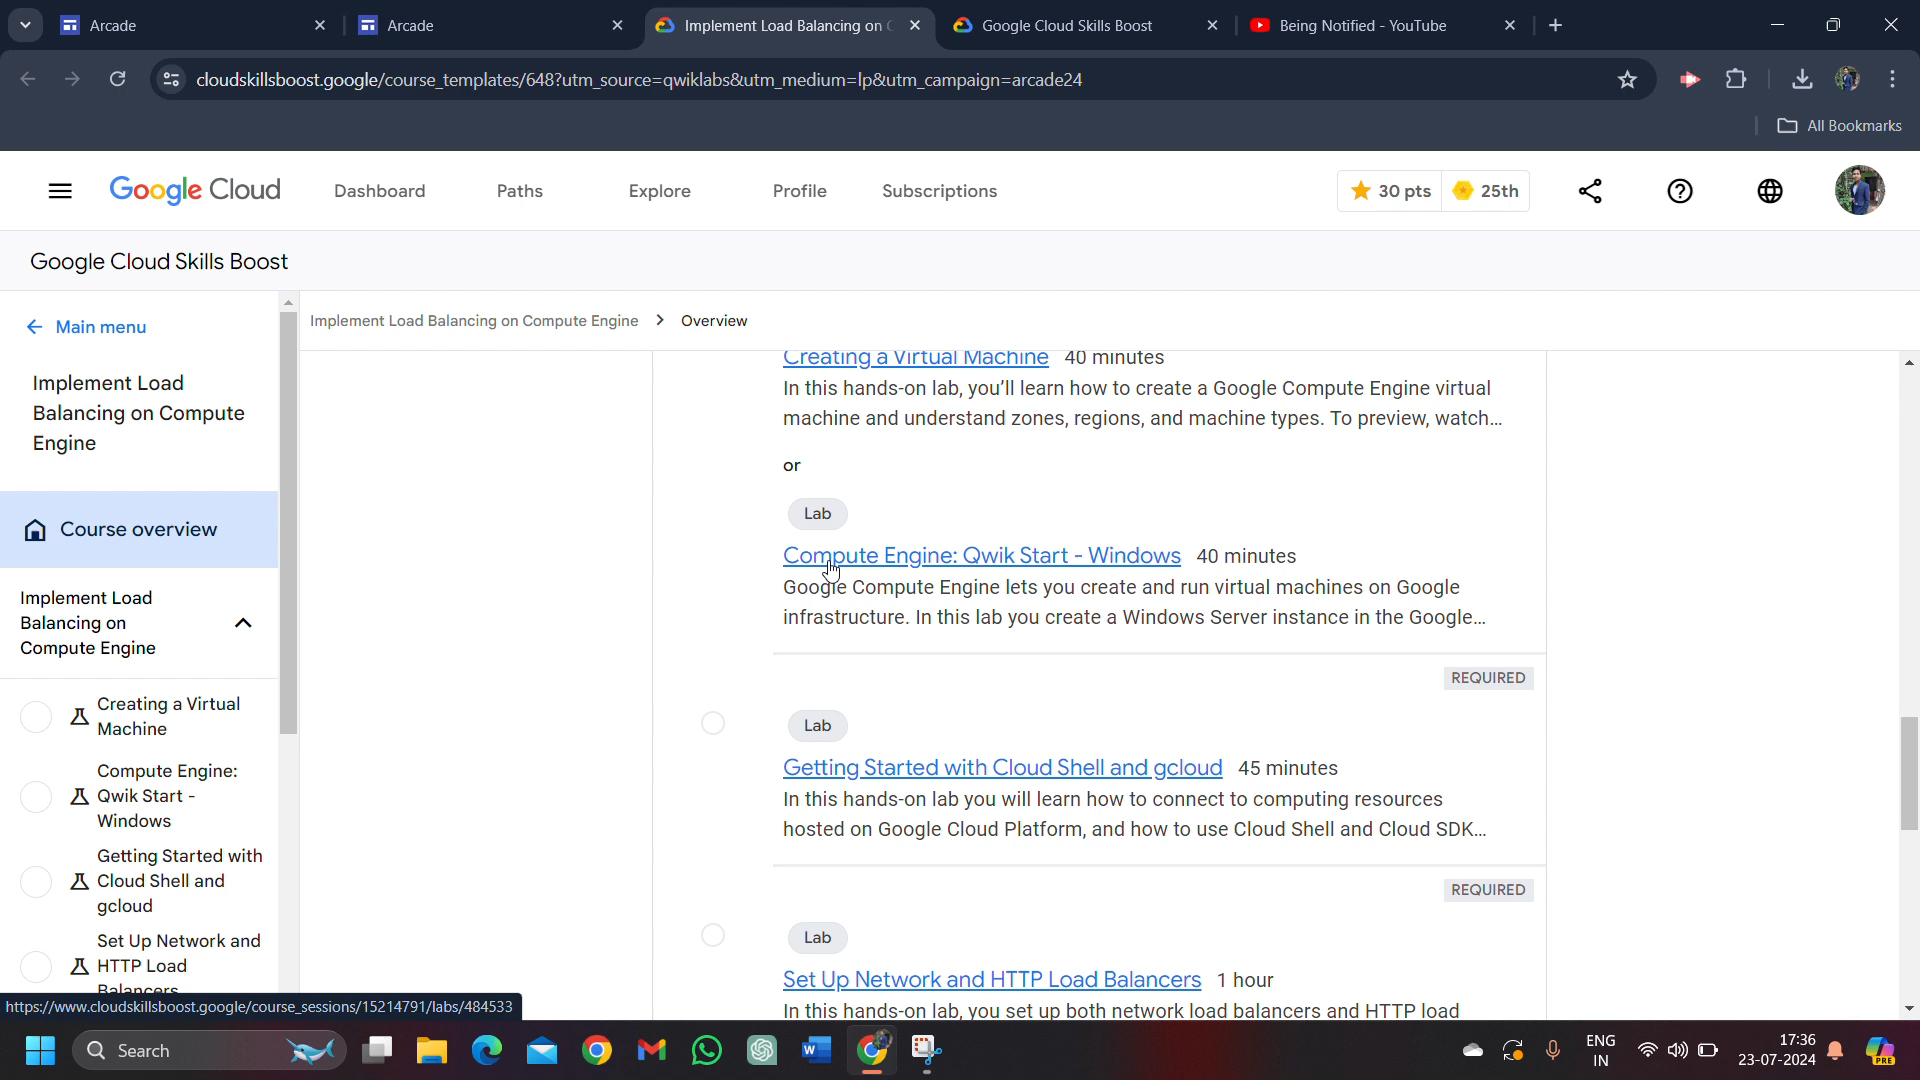 Arcade
Arcade
Implement Load Balancing on
Google Cloud Skills Boost
Being Notified - YouTube
cloudskillsboost.google/course_templates/648?utm_source=qwiklabs&utm_medium=lp&utm_campaign=arcade24
All Bookmarks
Google Cloud
Dashboard
Paths
Explore
Profile
Subscriptions
30 pts
25th
Google Cloud Skills Boost
Main menu
Implement Load
Balancing on Compute
Engine
Course overview
Implement Load
Balancing on
Compute Engine
Creating a Virtual
Machine
Compute Engine:
Qwik Start -
Windows
Getting Started with
Cloud Shell and
gcloud
Set Up Network and
HTTP Load
Balancers
Implement Load Balancing on Compute Engine > Overview
Creating a Virtual Machine 40 minutes
In this hands-on lab, you'll learn how to create a Google Compute Engine virtual
machine and understand zones, regions, and machine types. To preview, watch...
or
Lab
Compute Engine: Qwik Start - Windows 40 minutes
Google Compute Engine lets you create and run virtual machines on Google
infrastructure. In this lab you create a Windows Server instance in the Google...
REQUIRED
Lab
Getting Started with Cloud Shell and gcloud 45 minutes
In this hands-on lab you will learn how to connect to computing resources
hosted on Google Cloud Platform, and how to use Cloud Shell and Cloud SDK...
REQUIRED
Lab
Set Up Network and HTTP Load Balancers 1 hour
In this hands-on lab, you set up both network load balancers and HTTP load
https://www.cloudskillsboost.google/course_sessions/15214791/labs/484533
Search
ENG
IN
17:36
23-07-2024
PRE